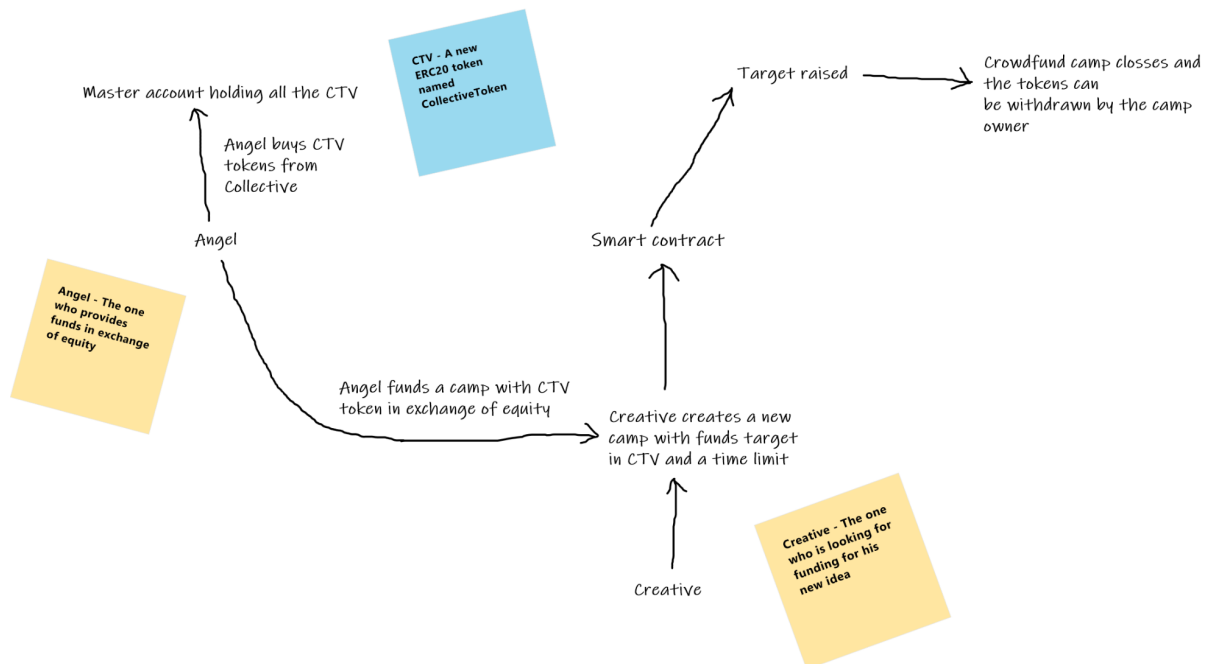 CTV - A new
ERC20 token
named
CollectiveToken
Master account holding all the CTV
Target raised
Crowdfund camp closses and
the tokens can
be withdrawn by the camp
owner
Angel buys CTV
tokens from
Collective
Angel
Smart contract
Angel - The one
who provides
funds in exchange
of equity
Angel funds a camp with CTV
token in exchange of equity
Creative creates a new
camp with funds target
in CTV and a time limit
Creative - The one
who is looking for
funding for his
new idea
Creative